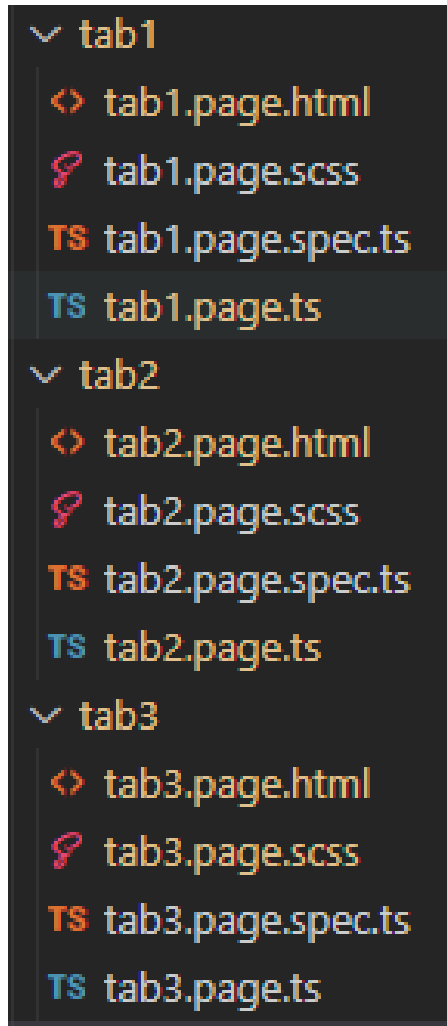 tab1
<> tab1.page.html
tab1.page.scss
TS tab1.page.spec.ts
TS tab1.page.ts
tab2
<> tab2.page.html
tab2.page.scss
TS tab2.page.spec.ts
TS tab2.page.ts
tab3
<> tab3.page.html
tab3.page.scss
TS tab3.page.spec.ts
TS tab3.page.ts